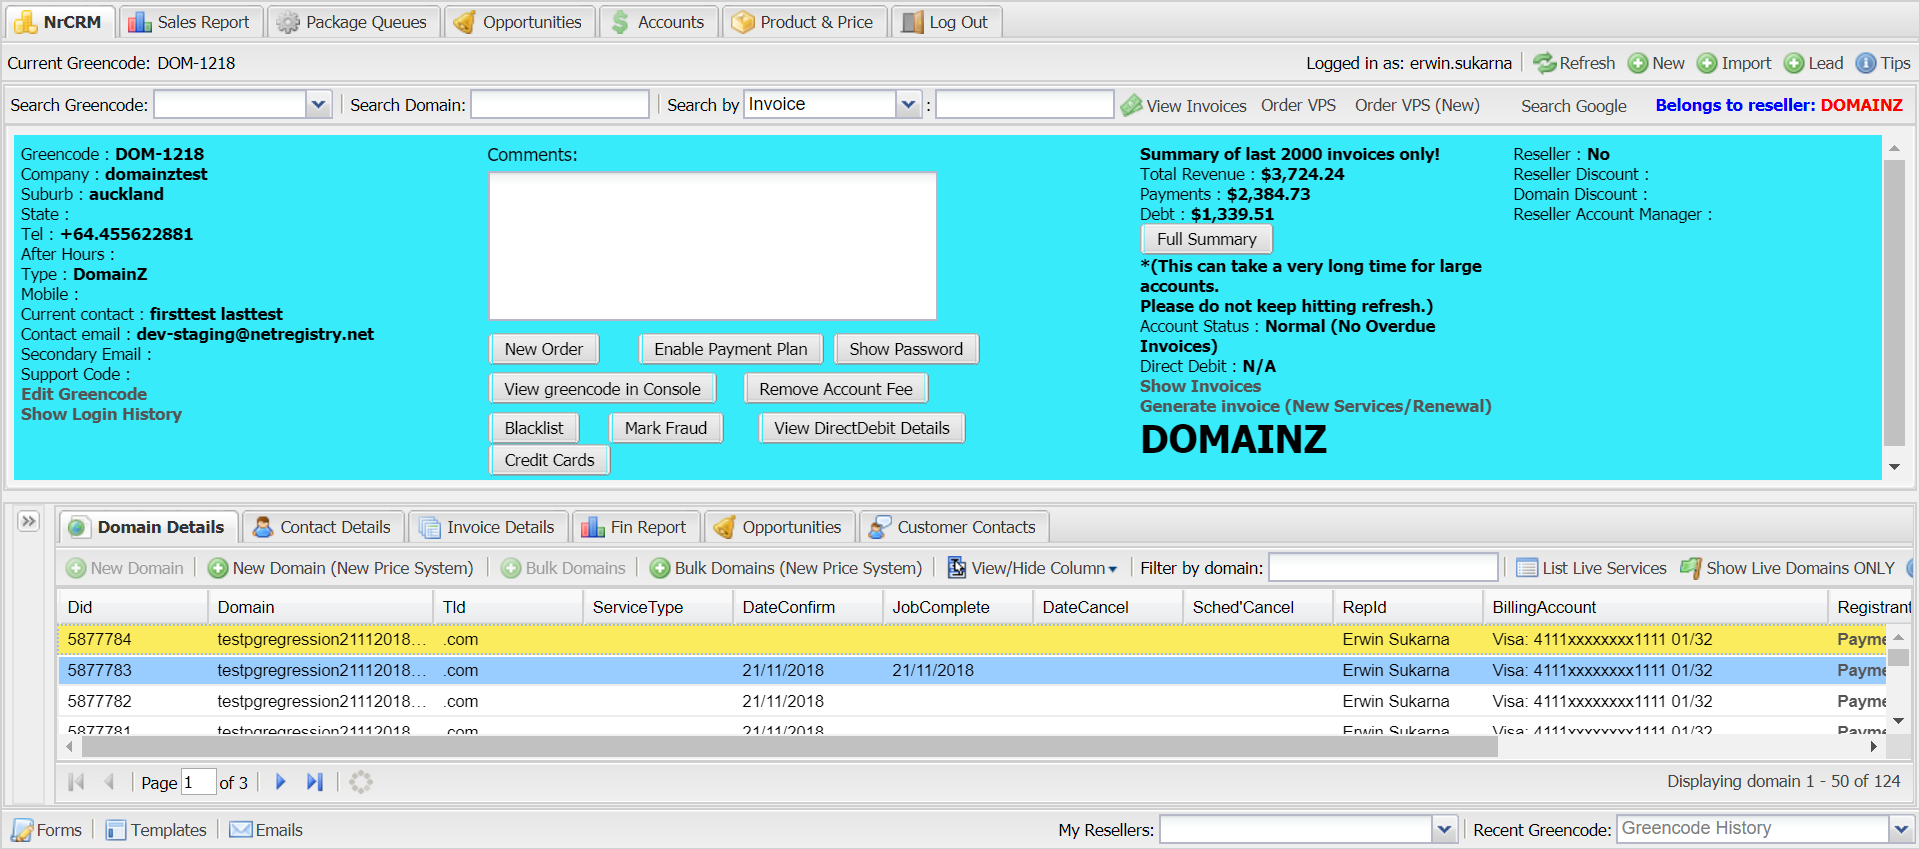 NrCRM Sales Report Package Queues Opportunities Accounts Product & Price Log Out
Current Greencode: DOM-1218 Logged in as: erwin.sukarna Refresh New Import Lead Tips
Search Greencode: Search Domain: Search by Invoice : View Invoices Order VPS Order VPS (New) Search Google Belongs to reseller: DOMAINZ
Greencode : DOM-1218
Company : domainztest
Suburb : auckland
State :
Tel : +64.455622881
After Hours :
Type : DomainZ
Mobile :
Current contact : firsttest lasttest
Contact email : dev-staging@netregistry.net
Secondary Email :
Support Code :
Edit Greencode
Show Login History
Comments:
New Order Enable Payment Plan Show Password
View greencode in Console Remove Account Fee
Blacklist Mark Fraud View DirectDebit Details
Credit Cards
Summary of last 2000 invoices only!
Total Revenue : $3,724.24
Payments : $2,384.73
Debt : $1,339.51
Full Summary
*(This can take a very long time for large
accounts.
Please do not keep hitting refresh.)
Account Status : Normal (No Overdue
Invoices)
Direct Debit : N/A
Show Invoices
Generate invoice (New Services/Renewal)
DOMAINZ
Reseller : No
Reseller Discount :
Domain Discount :
Reseller Account Manager :
Domain Details Contact Details Invoice Details Fin Report Opportunities Customer Contacts
New Domain New Domain (New Price System) Bulk Domains Bulk Domains (New Price System) View/Hide Column Filter by domain: List Live Services Show Live Domains ONLY
Did Domain Tld ServiceType DateConfirm JobComplete DateCancel Sched'Cancel RepId BillingAccount Registrant
5877784 testpgregression21112018... .com Erwin Sukarna Visa: 4111xxxxxxxx1111 01/32 Payme
5877783 testpgregression21112018... .com 21/11/2018 21/11/2018 Erwin Sukarna Visa: 4111xxxxxxxx1111 01/32 Payme
5877782 testpgregression21112018... .com 21/11/2018 Erwin Sukarna Visa: 4111xxxxxxxx1111 01/32 Payme
5877781 testpgregression21112018... .com 21/11/2018 Erwin Sukarna Visa: 4111xxxxxxxx1111 01/32 Payme
Page 1 of 3 Displaying domain 1 - 50 of 124
Forms Templates Emails My Resellers: Recent Greencode: Greencode History